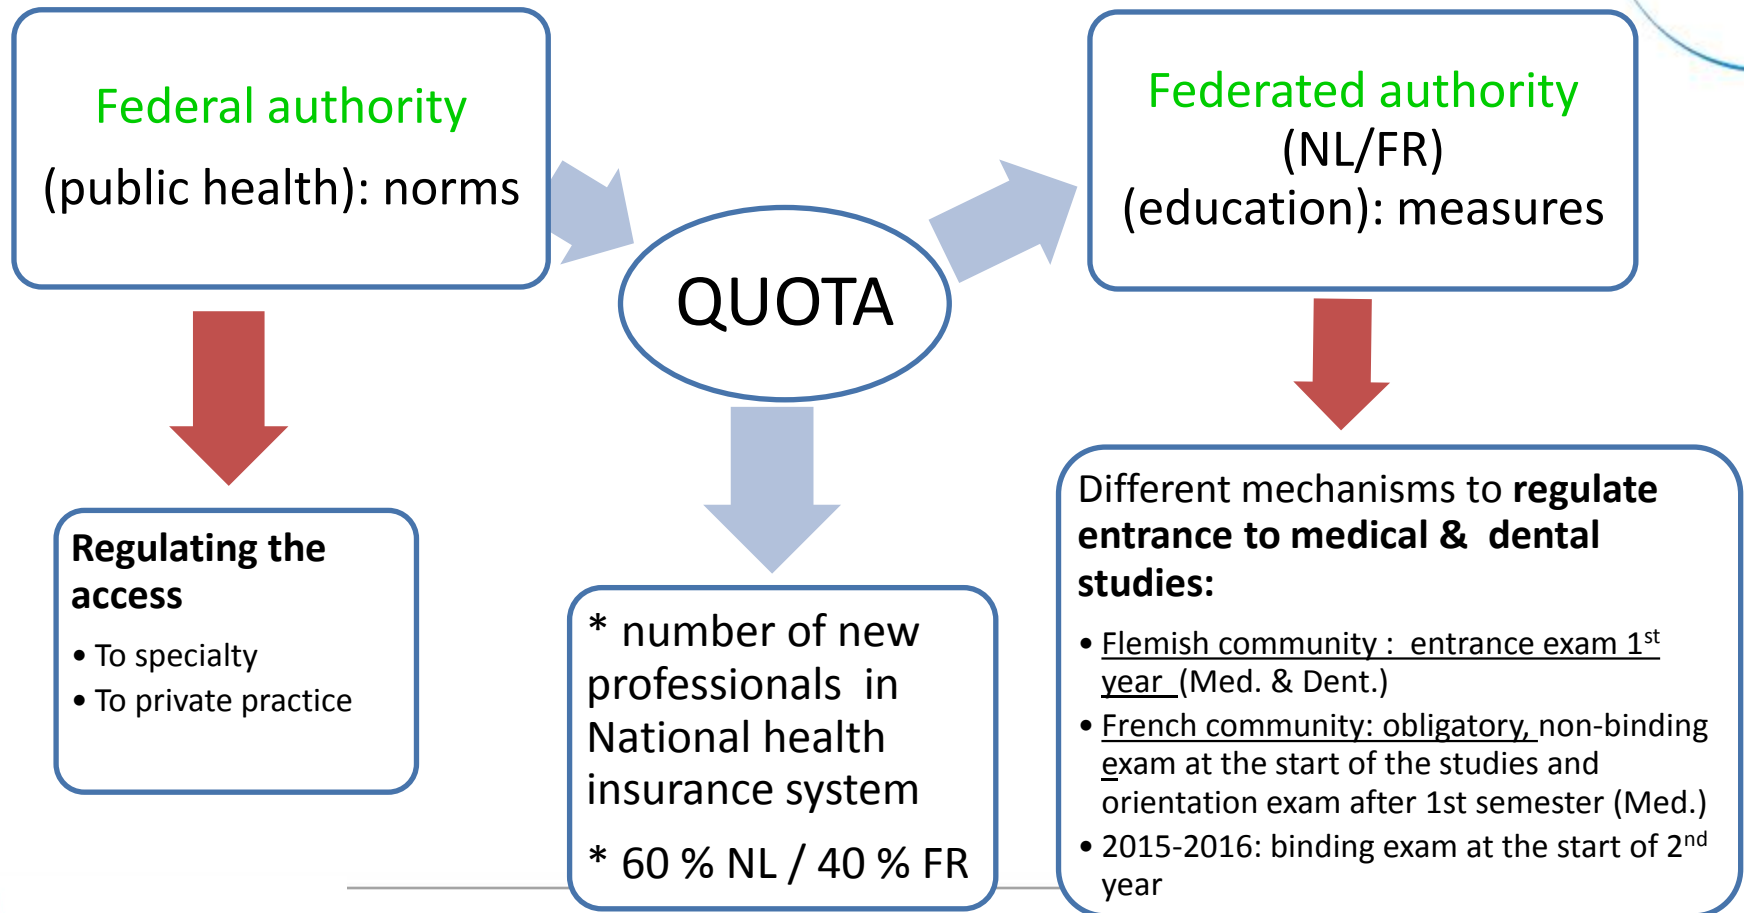 Federal authority
(public health): norms
QUOTA
Federated authority
(NL/FR)
(education): measures
Regulating the
access
• To specialty
• To private practice
* number of new
professionals in
National health
insurance system
* 60 % NL / 40 % FR
Different mechanisms to regulate
entrance to medical & dental
studies:
• Flemish community : entrance exam 1st
year (Med. & Dent.)
• French community: obligatory, non-binding
exam at the start of the studies and
orientation exam after 1st semester (Med.)
• 2015-2016: binding exam at the start of 2nd
year